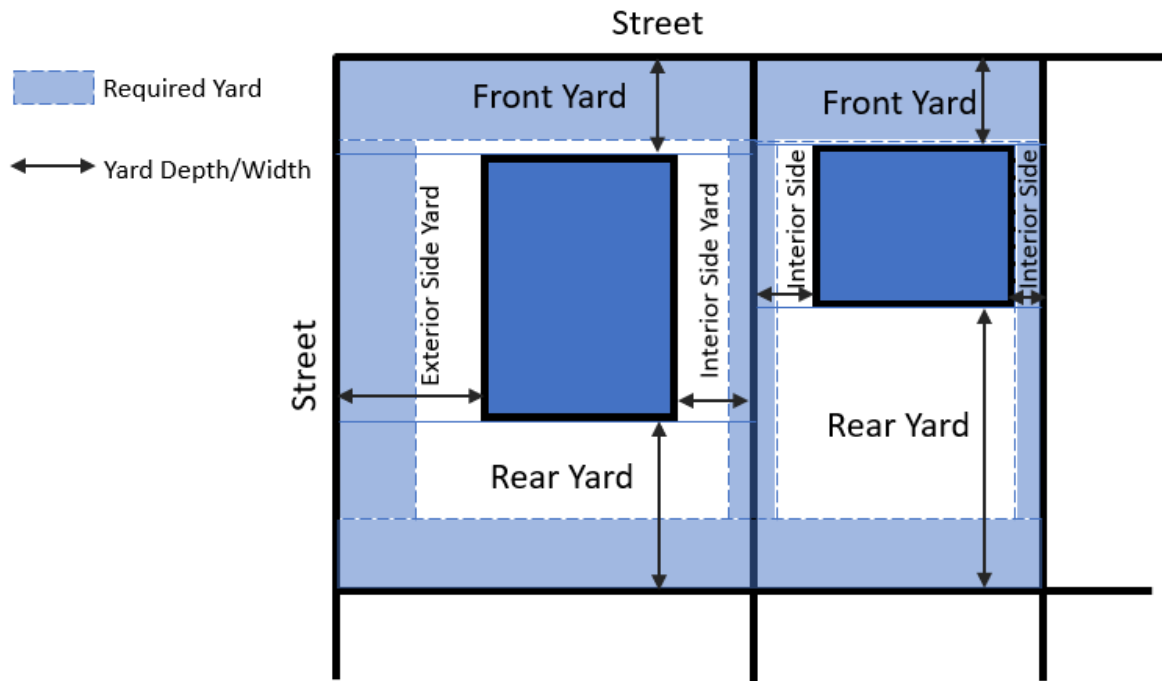 Street
Required Yard
Yard Depth/Width
Front Yard
Front Yard
Exterior Side Yard
Interior Side Yard
Interior Side
Interior Side
Street
Rear Yard
Rear Yard